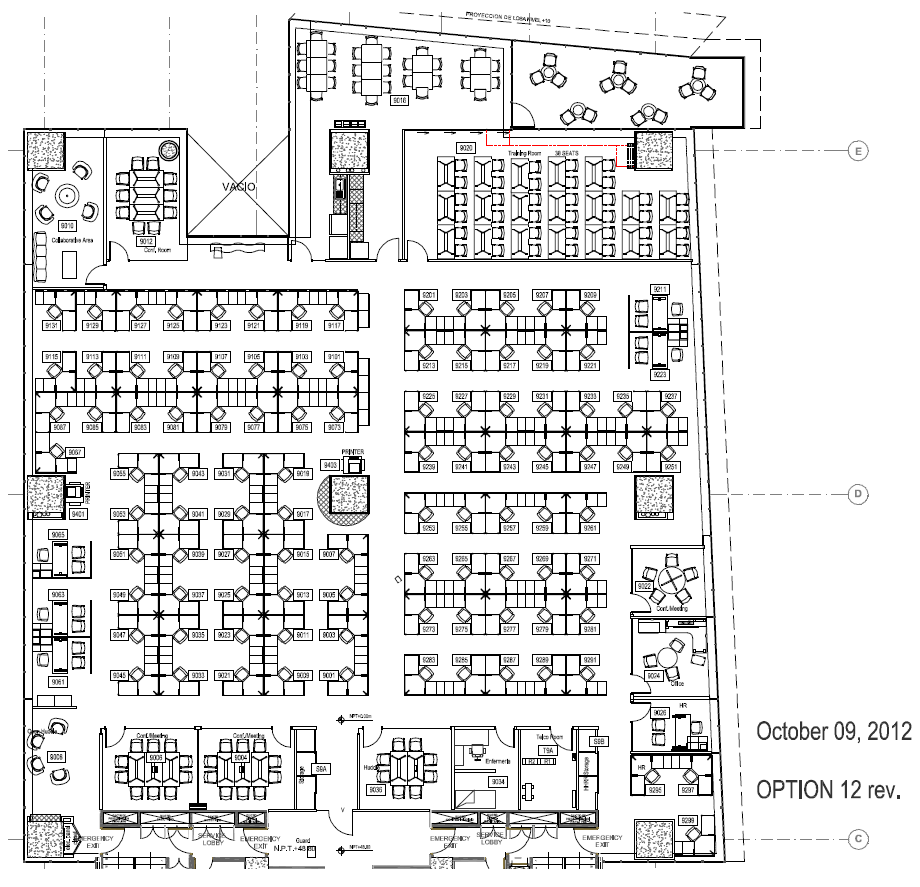 PROYECCION DE LOSA NIVEL +10
9018
E
9020
Training Room 38 SEATS
VACIO
9010
Collaborative Area
9012
Conf. Room
9131 9129 9127 9125 9123 9121 9119 9117
9201 9203 9205 9207 9209
9211
9213 9215 9217 9219 9221
9223
9115 9113 9111 9109 9107 9105 9103 9101
9087 9085 9083 9081 9079 9077 9075 9073
9225 9227 9229 9231 9233 9235 9237
9239 9241 9243 9245 9247 9249 9251
9067
PRINTER
9403
9055 9043 9031 9019
PRINTER
9401
D
9053 9041 9029 9017
9253 9255 9257 9259 9261
9065
9051 9039 9027 9015 9007
9263 9265 9267 9269 9271
9022
Conf./Meeting
9063
9049 9037 9025 9013 9005
9047 9035 9023 9011 9003
9273 9275 9277 9279 9281
9061
9045 9033 9021 9009 9001
9283 9285 9287 9289 9291
9024
Office
9026
HR
October 09, 2012
9006
Conf./Meeting
Conf./Meeting
9004
Storage
S9A
9036
Enfermeria
9034
Telco Room
T9A
R2 R1
S9B
HR
9295 9297
OPTION 12 rev.
9299
EMERGENCY
EXIT
SERVICE
LOBBY
EMERGENCY
EXIT
Guard
EMERGENCY
EXIT
SERVICE
LOBBY
EMERGENCY
EXIT
C